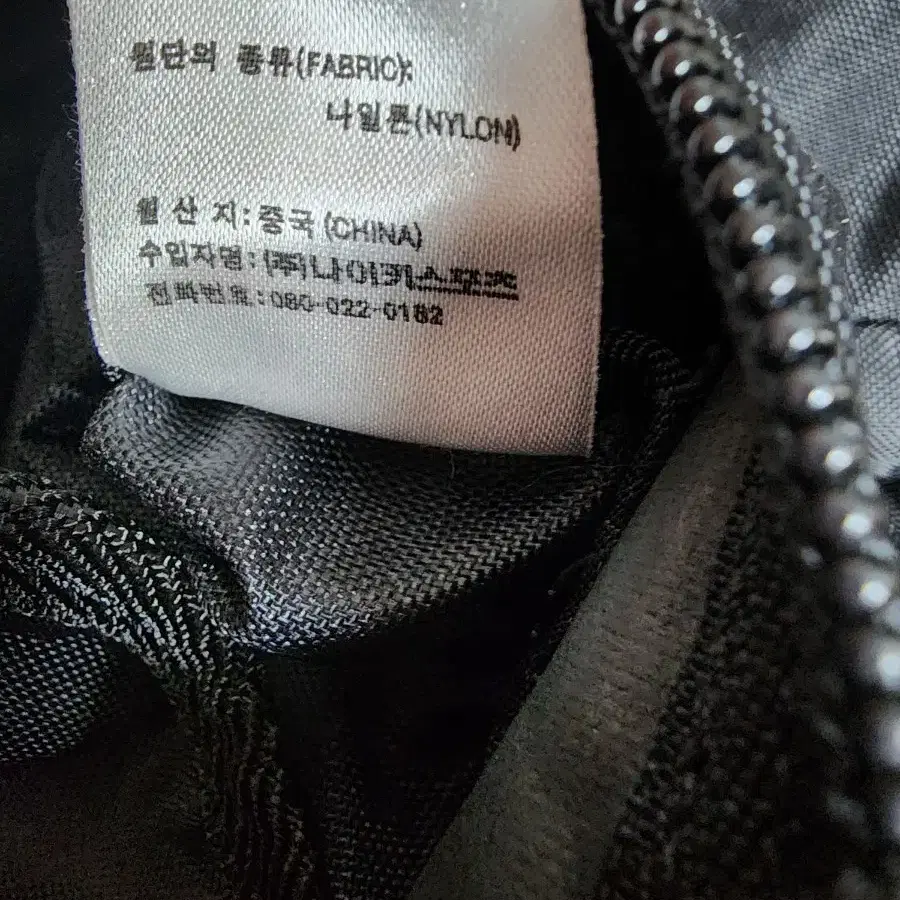 원단의 종류(FABRIC):
나일론(NYLON)
원 산 지: 중국 (CHINA)
수입자명 : (주)나이키스포츠
전화번호 : 080-022-0182